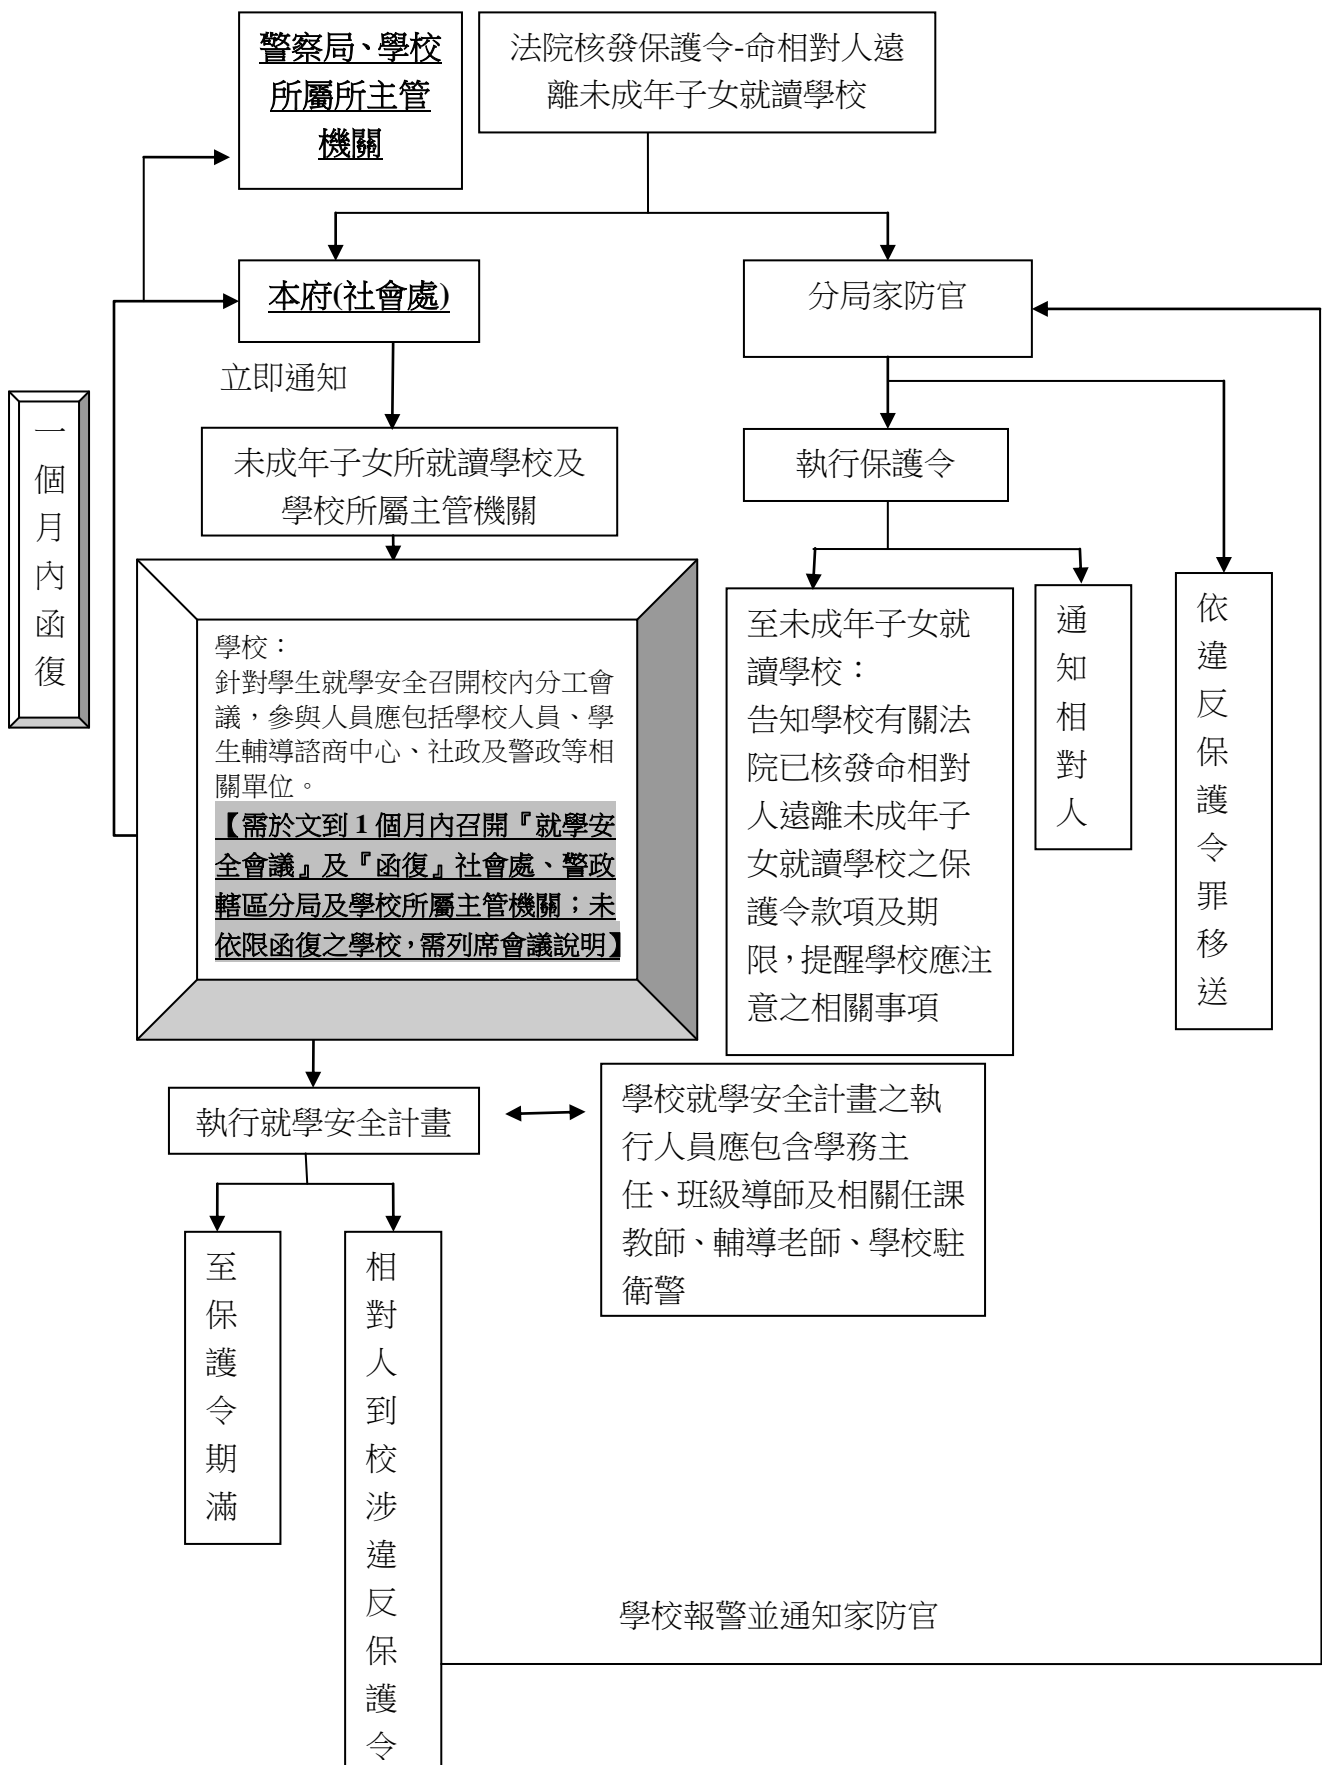 警察局、學校
所屬所主管
機關
法院核發保護令-命相對人遠
離未成年子女就讀學校
本府(社會處)
分局家防官
立即通知
一個月內函復
未成年子女所就讀學校及
學校所屬主管機關
執行保護令
學校：
針對學生就學安全召開校內分工會
議，參與人員應包括學校人員、學
生輔導諮商中心、社政及警政等相
關單位。
【需於文到 1 個月內召開『就學安
全會議』及『函復』社會處、警政
轄區分局及學校所屬主管機關；未
依限函復之學校，需列席會議說明】
至未成年子女就
讀學校：
告知學校有關法
院已核發命相對
人遠離未成年子
女就讀學校之保
護令款項及期
限，提醒學校應注
意之相關事項
通知相對人
依違反保護令罪移送
執行就學安全計畫
學校就學安全計畫之執
行人員應包含學務主
任、班級導師及相關任課
教師、輔導老師、學校駐
衛警
至保護令期滿
相對人到校涉違反保護令
學校報警並通知家防官